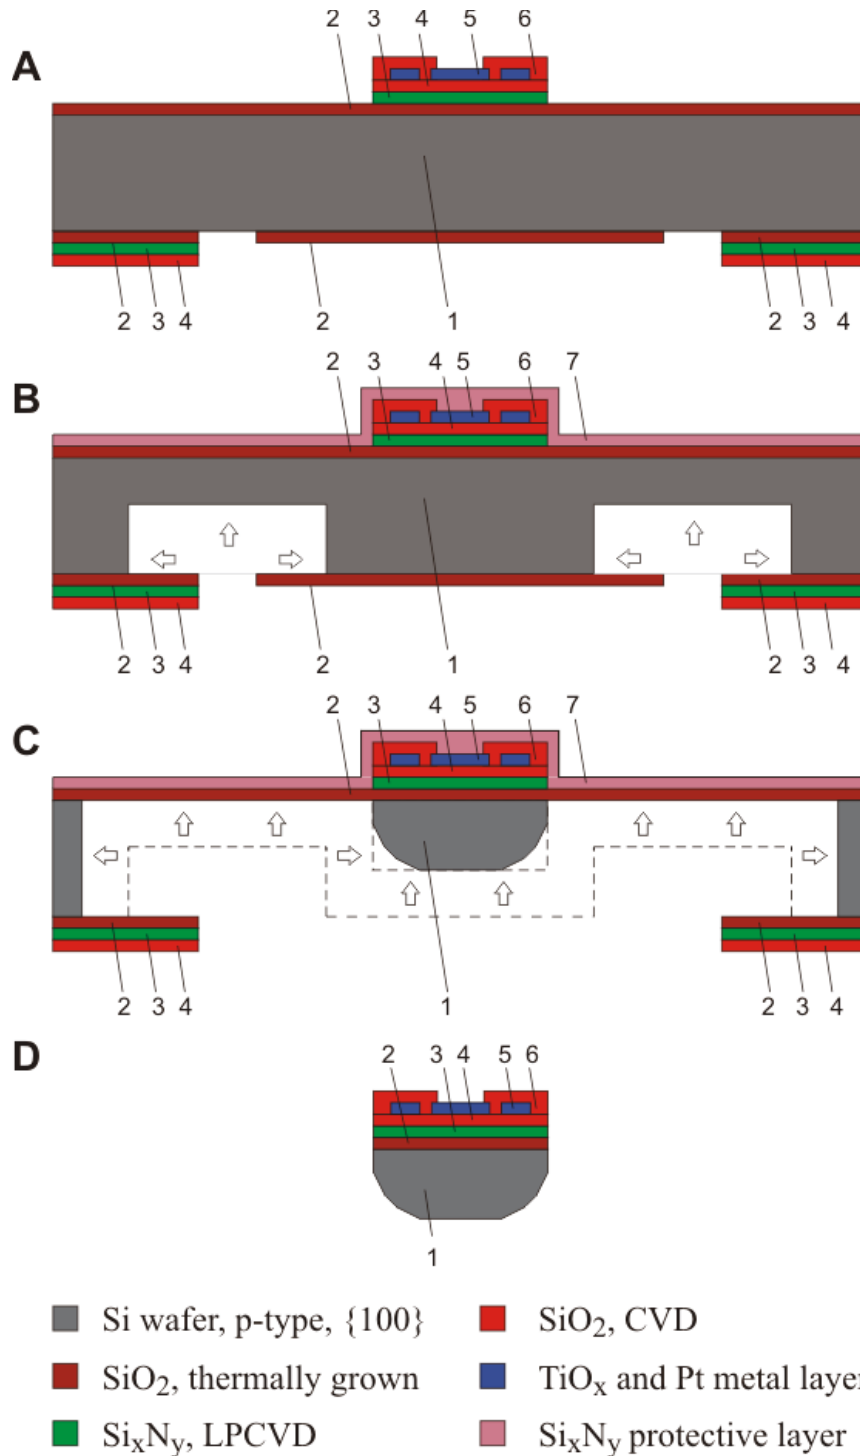 2 3 4 5 6
A
2
2 3 4 2 1 2 3 4
2 3 4 5 6 7
B
2
2 3 4 2 1 2 3 4
2 3 4 5 6 7
C
2 3 4 1 2 3 4
D
2 3 4 5 6
1
Si wafer, p-type, {100} SiO₂, CVD
SiO₂, thermally grown TiOₓ and Pt metal laye
SiₓNy, LPCVD SiₓNy protective layer